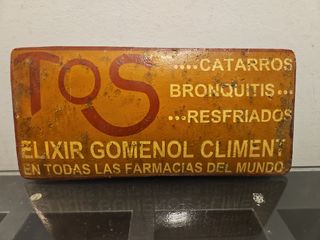 TOS
....CATARROS
BRONQUITIS...
...RESFRIADOS
ELIXIR GOMENOL CLIMENT
EN TODAS LAS FARMACIAS DEL MUNDO